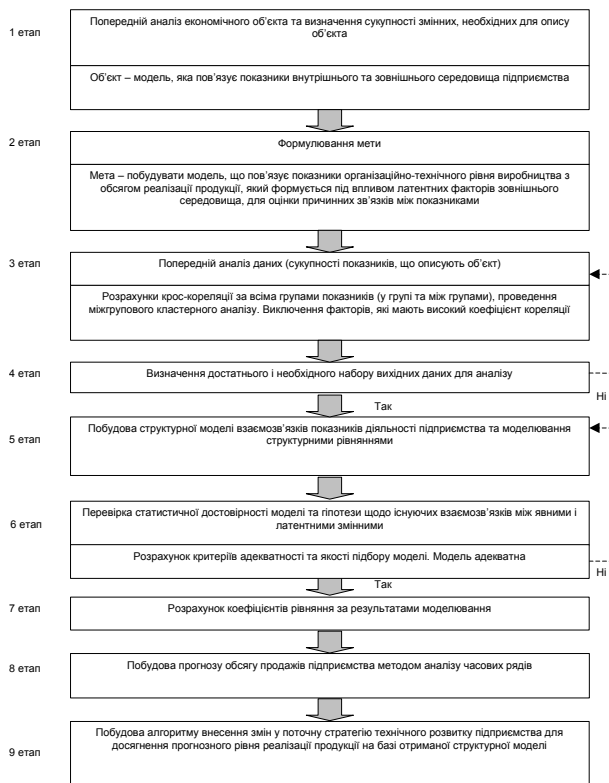 1 етап
Попередній аналіз економічного об'єкта та визначення сукупності змінних, необхідних для опису
об'єкта
Об'єкт – модель, яка пов'язує показники внутрішнього та зовнішнього середовища підприємства
2 етап
Формулювання мети
Мета – побудувати модель, що пов'язує показники організаційно-технічного рівня виробництва з
обсягом реалізації продукції, який формується під впливом латентних факторів зовнішнього
середовища, для оцінки причинних зв'язків між показниками
3 етап
Попередній аналіз даних (сукупності показників, що описують об'єкт)
Розрахунки крос-кореляції за всіма групами показників (у групі та між групами), проведення
міжгрупового кластерного аналізу. Виключення факторів, які мають високий коефіцієнт кореляції
4 етап
Визначення достатнього і необхідного набору вихідних даних для аналізу
Ні
Так
5 етап
Побудова структурної моделі взаємозв'язків показників діяльності підприємства та моделювання
структурними рівняннями
6 етап
Перевірка статистичної достовірності моделі та гіпотези щодо існуючих взаємозв'язків між явними і
латентними змінними
Розрахунок критеріїв адекватності та якості підбору моделі. Модель адекватна
Ні
Так
7 етап
Розрахунок коефіцієнтів рівняння за результатами моделювання
8 етап
Побудова прогнозу обсягу продажів підприємства методом аналізу часових рядів
9 етап
Побудова алгоритму внесення змін у поточну стратегію технічного розвитку підприємства для
досягнення прогнозного рівня реалізації продукції на базі отриманої структурної моделі